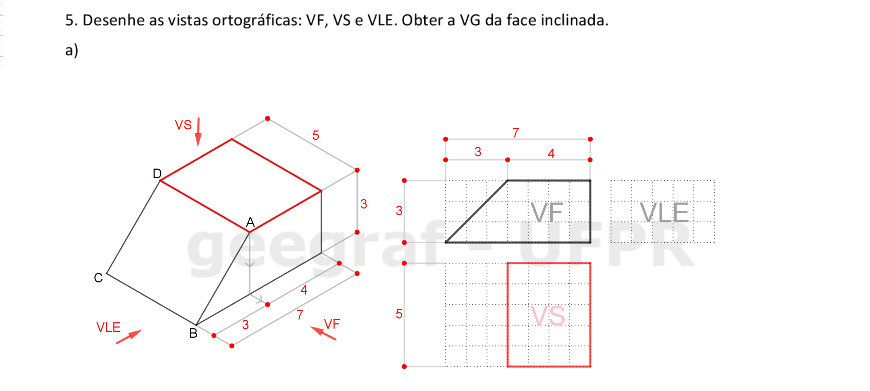 5. Desenhe as vistas ortográficas: VF, VS e VLE. Obter a VG da face inclinada.
a)
VS
5
7
3
4
D
A
3
3
VF
VLE
geegraf - UFPR
C
4
5
VS
3
7
VF
VLE
B